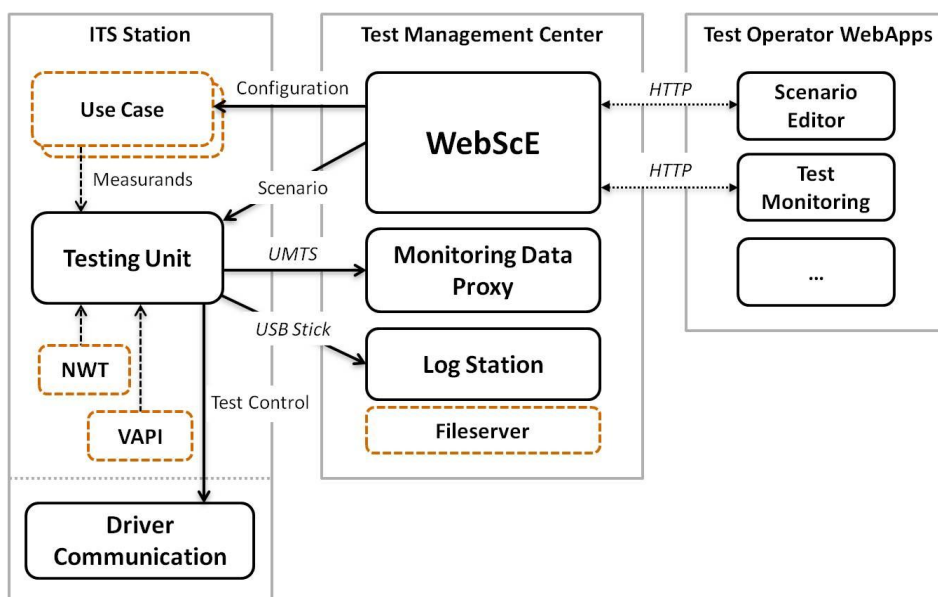 ITS Station
Use Case
Measurands
Testing Unit
NWT
VAPI
Driver
Communication
Configuration
Scenario
UMTS
USB Stick
Test Control
Test Management Center
WebScE
Monitoring Data
Proxy
Log Station
Fileserver
HTTP
HTTP
Test Operator WebApps
Scenario
Editor
Test
Monitoring
...